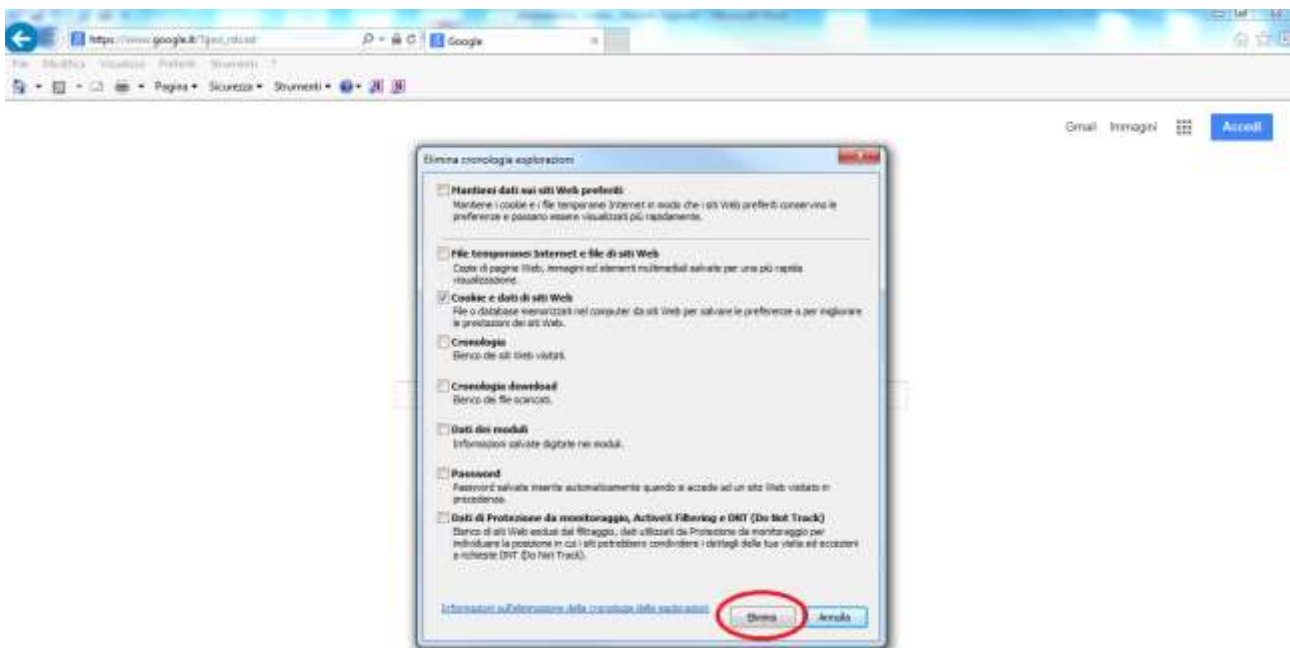 https://www.google.it/?gws_rd=ssl
Google
File Modifica Visualizza Preferiti Strumenti ?
Pagina Sicurezza Strumenti
Gmail Immagini Accedi
Elimina cronologia esplorazioni
Mantieni dati sui siti Web preferiti
Mantiene i cookie e i file temporanei Internet in modo che i siti Web preferiti conservino le
preferenze e possano essere visualizzati più rapidamente.
File temporanei Internet e file di siti Web
Copie di pagine Web, immagini ed elementi multimediali salvate per una più rapida
visualizzazione.
Cookie e dati di siti Web
File o database memorizzati nel computer da siti Web per salvare le preferenze o per migliorare
le prestazioni dei siti Web.
Cronologia
Elenco dei siti Web visitati.
Cronologia download
Elenco dei file scaricati.
Dati dei moduli
Informazioni salvate digitate nei moduli.
Password
Password salvate inserite automaticamente quando si accede ad un sito Web visitato in
precedenza.
Dati di Protezione da monitoraggio, ActiveX Filtering e DNT (Do Not Track)
Elenco di siti Web esclusi dal filtraggio, dati utilizzati da Protezione da monitoraggio per
individuare la posizione in cui i siti potrebbero condividere i dettagli della tua visita ed eccezioni
a richieste DNT (Do Not Track).
Informazioni sull'eliminazione della cronologia delle esplorazioni
Elimina Annulla